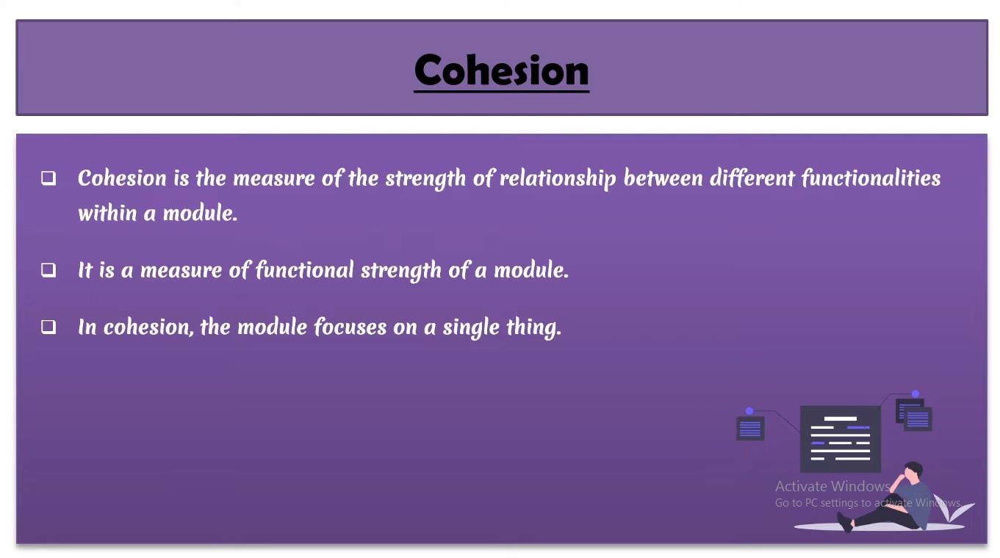 Cohesion
Cohesion is the measure of the strength of relationship between different functionalities
within a module.
It is a measure of functional strength of a module.
In cohesion, the module focuses on a single thing.
Activate Windows
Go to PC settings to activate Windows.